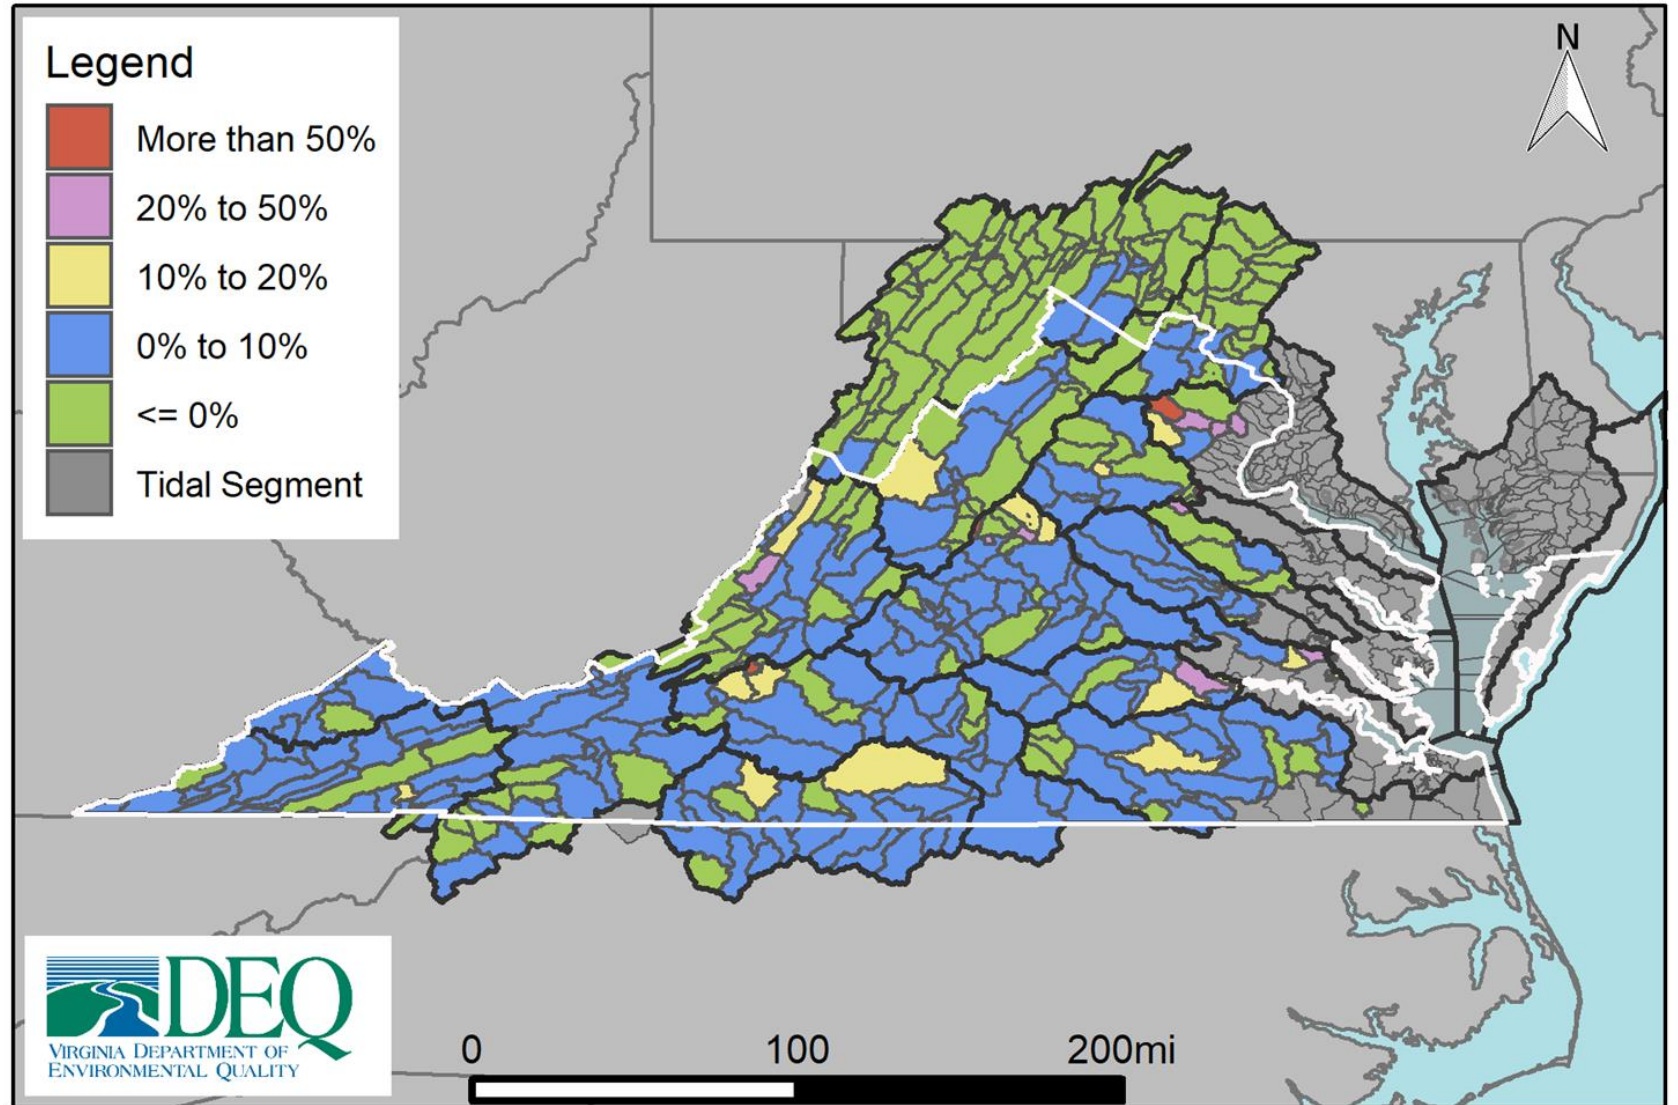 Legend
More than 50%
20% to 50%
10% to 20%
0% to 10%
<= 0%
Tidal Segment
N
DEQ
VIRGINIA DEPARTMENT OF
ENVIRONMENTAL QUALITY
0 100 200mi